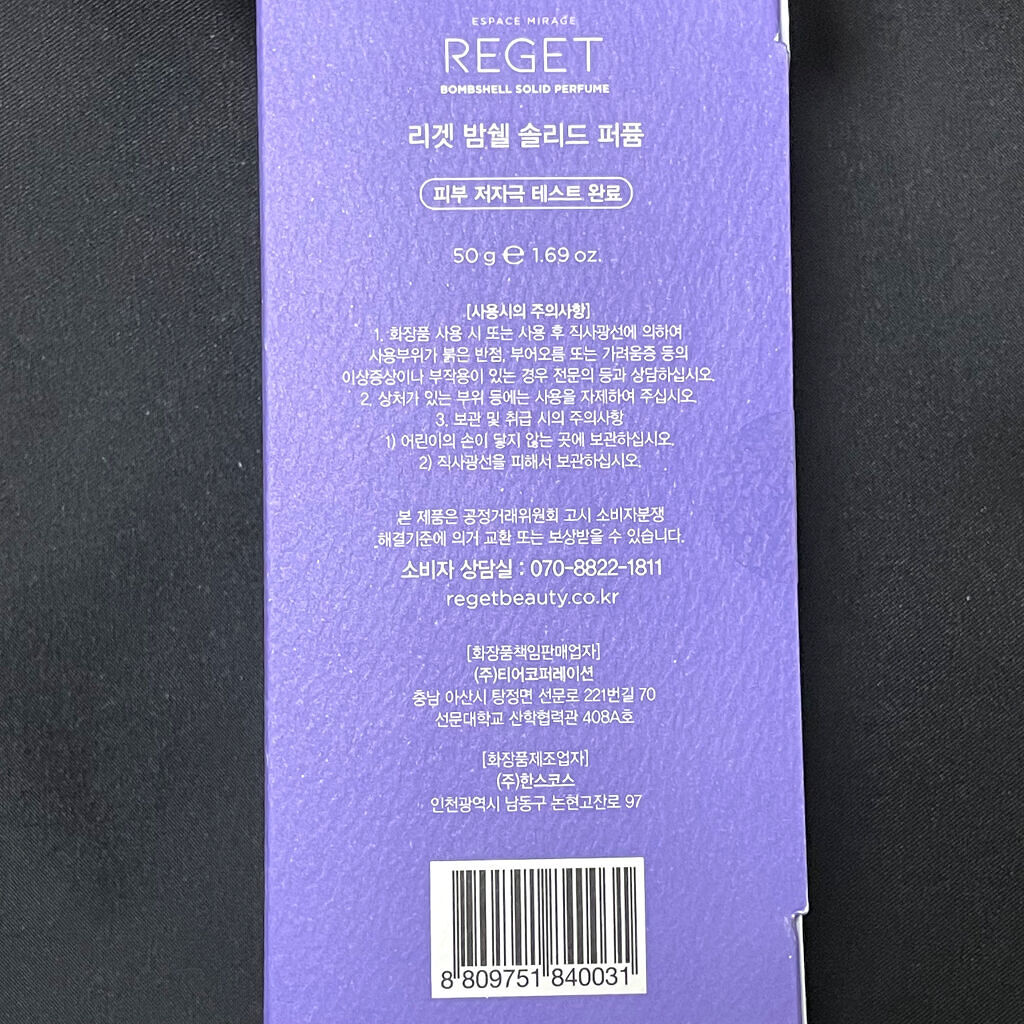 ESPACE MIRAGE
REGET
BOMBSHELL SOLID PERFUME
리겟 밤쉘 솔리드 퍼퓸
피부 저자극 테스트 완료
50 g ℮ 1.69 oz.
[사용시의 주의사항]
1. 화장품 사용 시 또는 사용 후 직사광선에 의하여
사용부위가 붉은 반점, 부어오름 또는 가려움증 등의
이상증상이나 부작용이 있는 경우 전문의 등과 상담하십시오.
2. 상처가 있는 부위 등에는 사용을 자제하여 주십시오.
3. 보관 및 취급 시의 주의사항
1) 어린이의 손이 닿지 않는 곳에 보관하십시오.
2) 직사광선을 피해서 보관하십시오.
본 제품은 공정거래위원회 고시 소비자분쟁
해결기준에 의거 교환 또는 보상받을 수 있습니다.
소비자 상담실 : 070-8822-1811
regetbeauty.co.kr
[화장품책임판매업자]
(주)티어코퍼레이션
충남 아산시 탕정면 선문로 221번길 70
선문대학교 산학협력관 408A호
[화장품제조업자]
(주)한스코스
인천광역시 남동구 논현고잔로 97
8 809751 840031